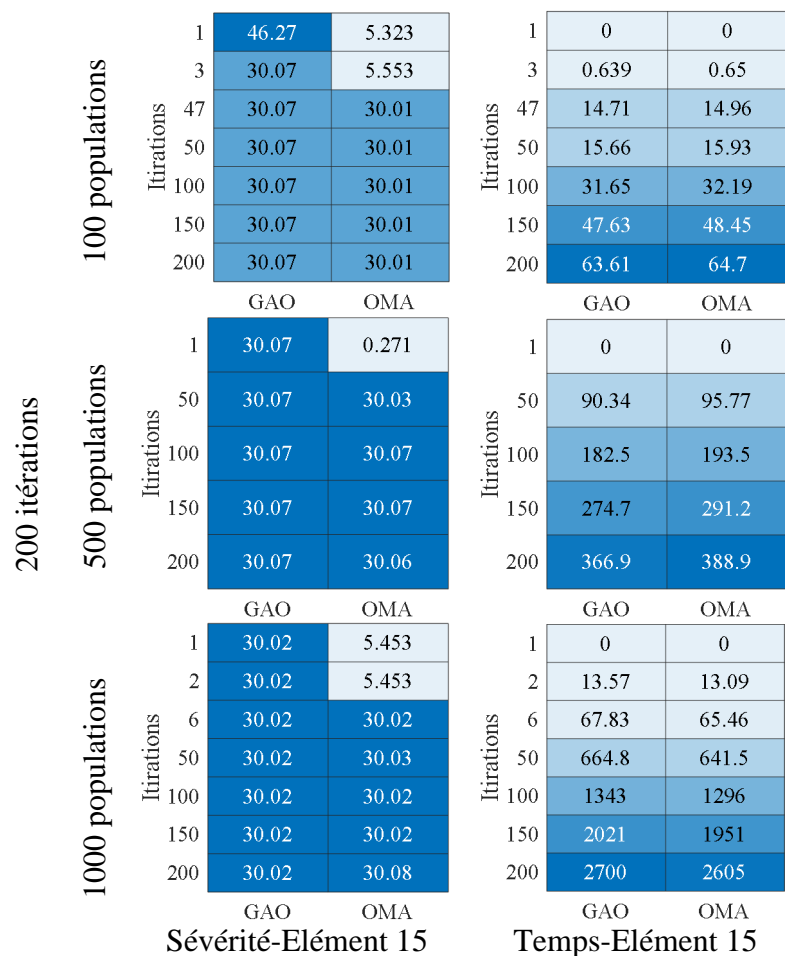 200 itérations
100 populations
Itirations
1 46.27 5.323
3 30.07 5.553
47 30.07 30.01
50 30.07 30.01
100 30.07 30.01
150 30.07 30.01
200 30.07 30.01
GAO OMA
Itirations
1 0 0
3 0.639 0.65
47 14.71 14.96
50 15.66 15.93
100 31.65 32.19
150 47.63 48.45
200 63.61 64.7
GAO OMA
500 populations
Itirations
1 30.07 0.271
50 30.07 30.03
100 30.07 30.07
150 30.07 30.07
200 30.07 30.06
GAO OMA
Itirations
1 0 0
50 90.34 95.77
100 182.5 193.5
150 274.7 291.2
200 366.9 388.9
GAO OMA
1000 populations
Itirations
1 30.02 5.453
2 30.02 5.453
6 30.02 30.02
50 30.02 30.03
100 30.02 30.02
150 30.02 30.02
200 30.02 30.08
GAO OMA
Itirations
1 0 0
2 13.57 13.09
6 67.83 65.46
50 664.8 641.5
100 1343 1296
150 2021 1951
200 2700 2605
GAO OMA
Sévérité-Elément 15
Temps-Elément 15